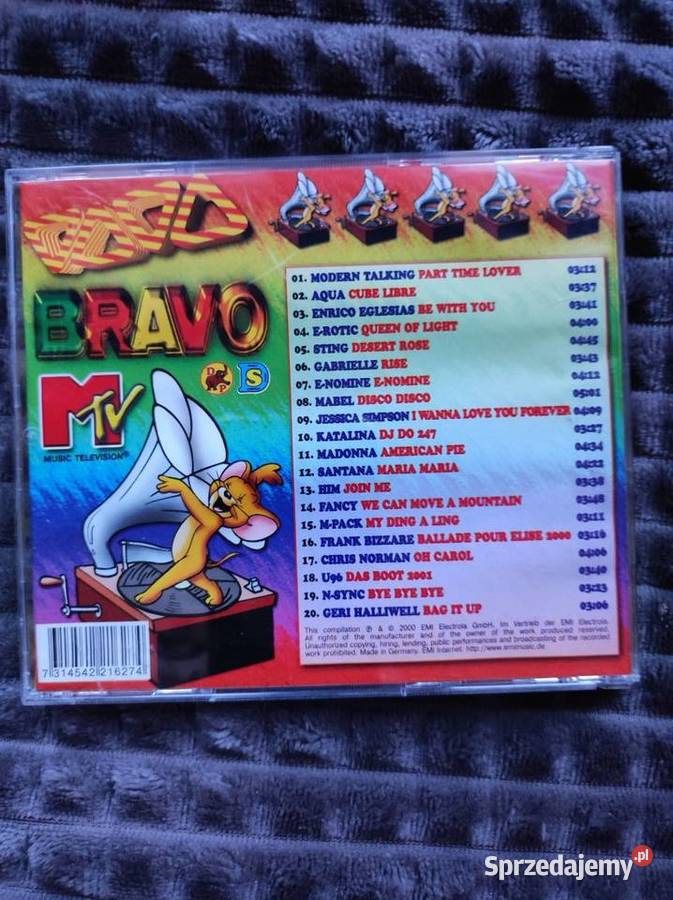 2000
BRAVO
MTV
MUSIC TELEVISION®
DP
DS
01. MODERN TALKING PART TIME LOVER 03:12
02. AQUA CUBE LIBRE 03:37
03. ENRICO EGLESIAS BE WITH YOU 03:41
04. E-ROTIC QUEEN OF LIGHT 04:00
05. STING DESERT ROSE 04:45
06. GABRIELLE RISE 03:43
07. E-NOMINE E-NOMINE 04:12
08. MABEL DISCO DISCO 05:01
09. JESSICA SIMPSON I WANNA LOVE YOU FOREVER 04:09
10. KATALINA DJ DO 247 03:27
11. MADONNA AMERICAN PIE 04:34
12. SANTANA MARIA MARIA 04:22
13. HIM JOIN ME 03:38
14. FANCY WE CAN MOVE A MOUNTAIN 03:48
15. M-PACK MY DING A LING 03:11
16. FRANK BIZZARE BALLADE POUR ELISE 2000 03:16
17. CHRIS NORMAN OH CAROL 04:06
18. U96 DAS BOOT 2001 03:40
19. N-SYNC BYE BYE BYE 03:23
20. GERI HALLIWELL BAG IT UP 03:06
This compilation ℗ & © 2000 EMI Electrola GmbH. Im Vertrieb der EMI Electrola.
All rights of the manufacturer and of the owner of the work produced reserved.
Unauthorized copying, hiring, lending, public performances and broadcasting of the recorded
work prohibited. Made in Germany. EMI Internet: http://www.emimusic.de
7 314542 216274
Sprzedajemy.pl